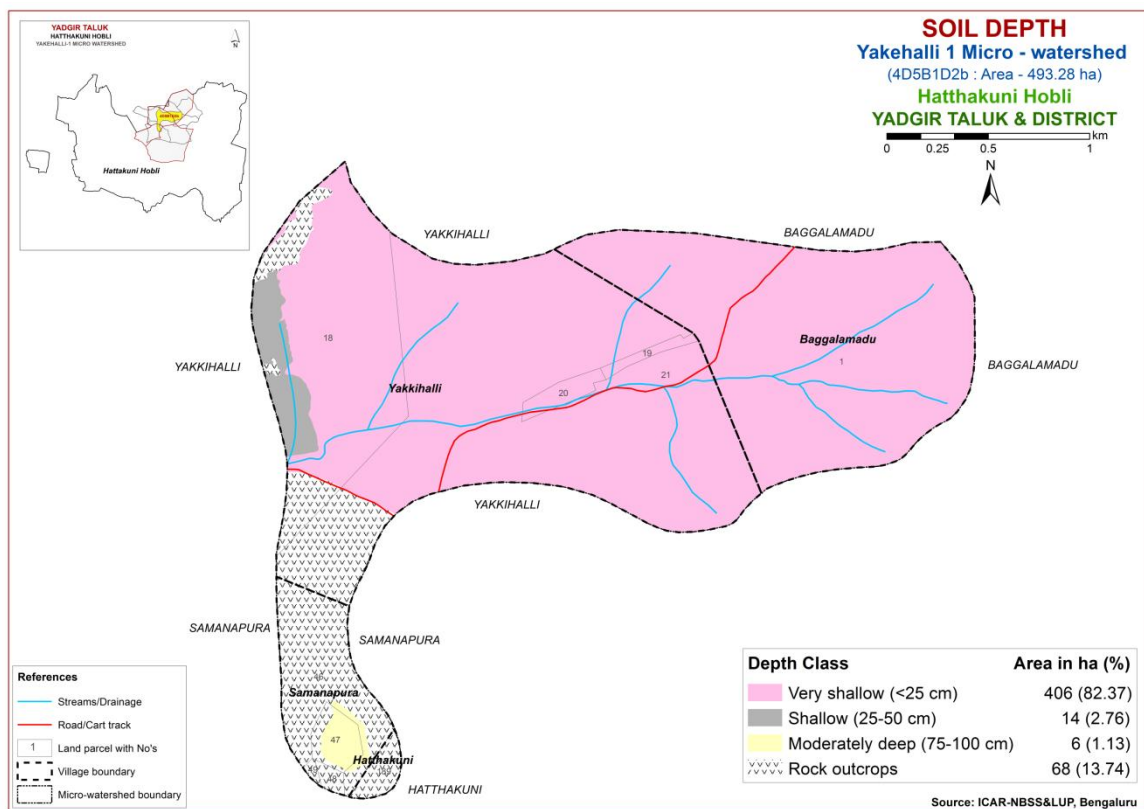 YADGIR TALUK
HATTHAKUNI HOBLI
YAKEHALLI-1 MICRO WATERSHED
N
Hattakuni Hobli
SOIL DEPTH
Yakehalli 1 Micro - watershed
(4D5B1D2b : Area - 493.28 ha)
Hatthakuni Hobli
YADGIR TALUK & DISTRICT
km
0 0.25 0.5 1
N
YAKKIHALLI
BAGGALAMADU
18
19
Baggalamadu
YAKKIHALLI
BAGGALAMADU
1
Yakkihalli
20
21
YAKKIHALLI
SAMANAPURA
SAMANAPURA
Samanapura
47
Hatthakuni
49
48
HATTHAKUNI
References
Streams/Drainage
Road/Cart track
1 Land parcel with No's
Village boundary
Micro-watershed boundary
Depth Class Area in ha (%)
Very shallow (<25 cm) 406 (82.37)
Shallow (25-50 cm) 14 (2.76)
Moderately deep (75-100 cm) 6 (1.13)
Rock outcrops 68 (13.74)
Source: ICAR-NBSS&LUP, Bengaluru